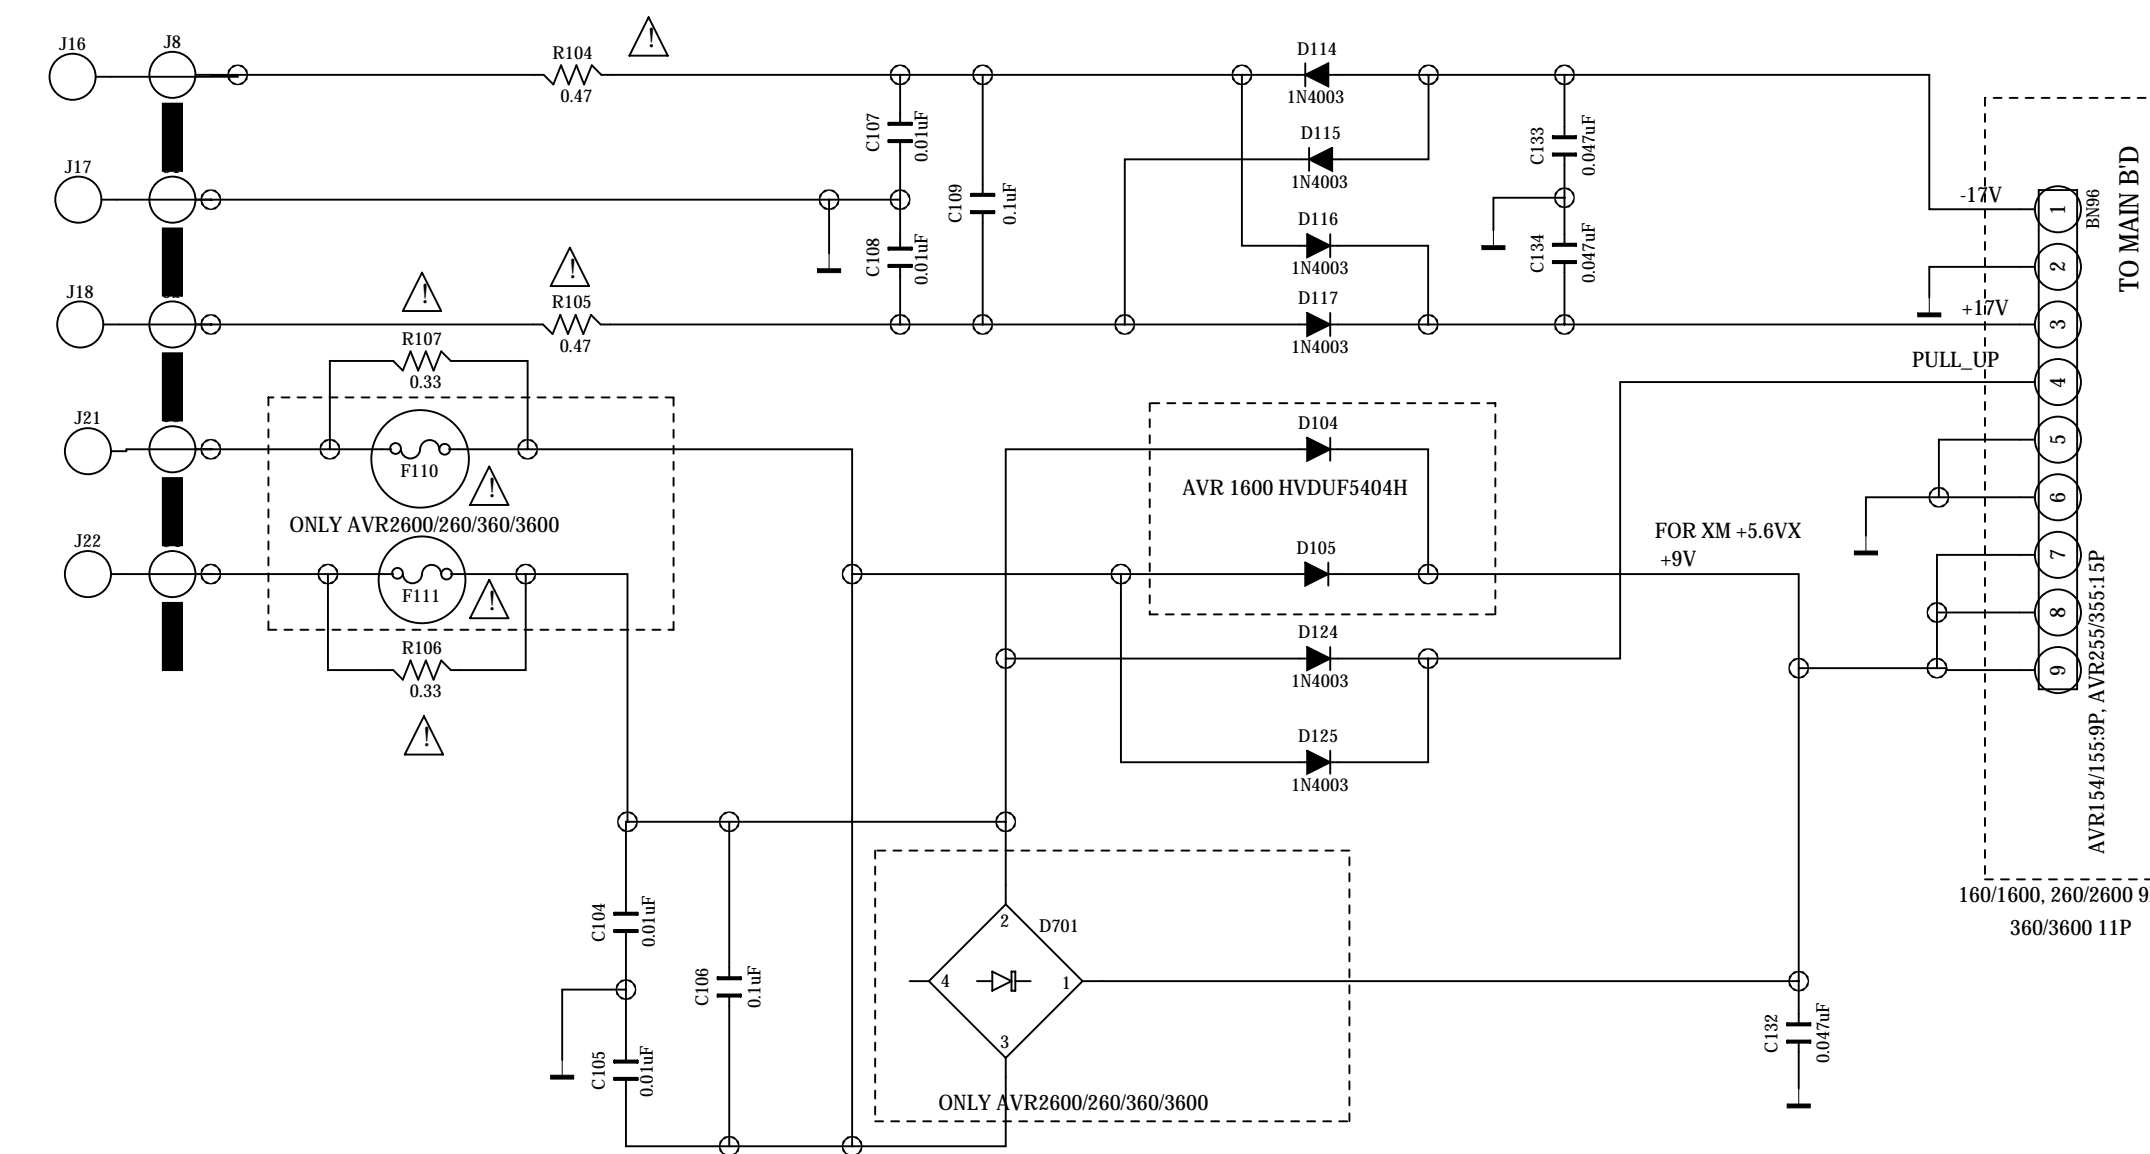 J16
J8
R104
0.47
!
D114
1N4003
C107
0.01uF
D115
1N4003
C133
0.047uF
TO MAIN B'D
J17
C109
0.1uF
-17V
1
BN96
D116
1N4003
C108
0.01uF
C134
0.047uF
2
!
!
J18
R105
0.47
D117
1N4003
+17V
3
R107
0.33
PULL_UP
4
J21
F110
!
D104
AVR 1600 HVDUF5404H
5
6
ONLY AVR2600/260/360/3600
J22
F111
!
D105
FOR XM +5.6VX
+9V
7
8
9
AVR154/155:9P, AVR255/355:15P
R106
0.33
!
D124
1N4003
D125
1N4003
160/1600, 260/2600 9
360/3600 11P
C104
0.01uF
C106
0.1uF
2
D701
4
1
3
C105
0.01uF
C132
0.047uF
ONLY AVR2600/260/360/3600